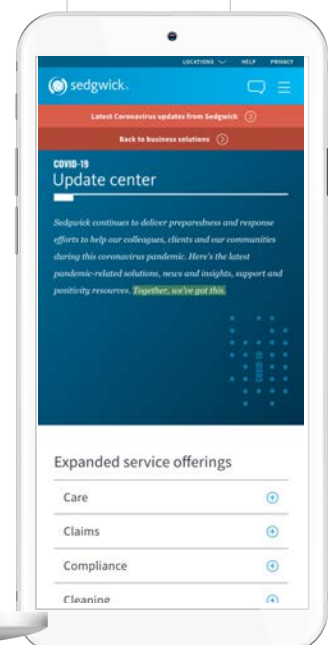 LOCATIONS HELP PRIVACY
sedgwick.
Latest Coronavirus updates from Sedgwick
Back to business solutions
COVID-19
Update center
Sedgwick continues to deliver preparedness and response
efforts to help our colleagues, clients and our communities
during this coronavirus pandemic. Here's the latest
pandemic-related solutions, news and insights, support and
positivity resources. Together, we've got this.
COVID-19
Expanded service offerings
Care
Claims
Compliance
Cleaning